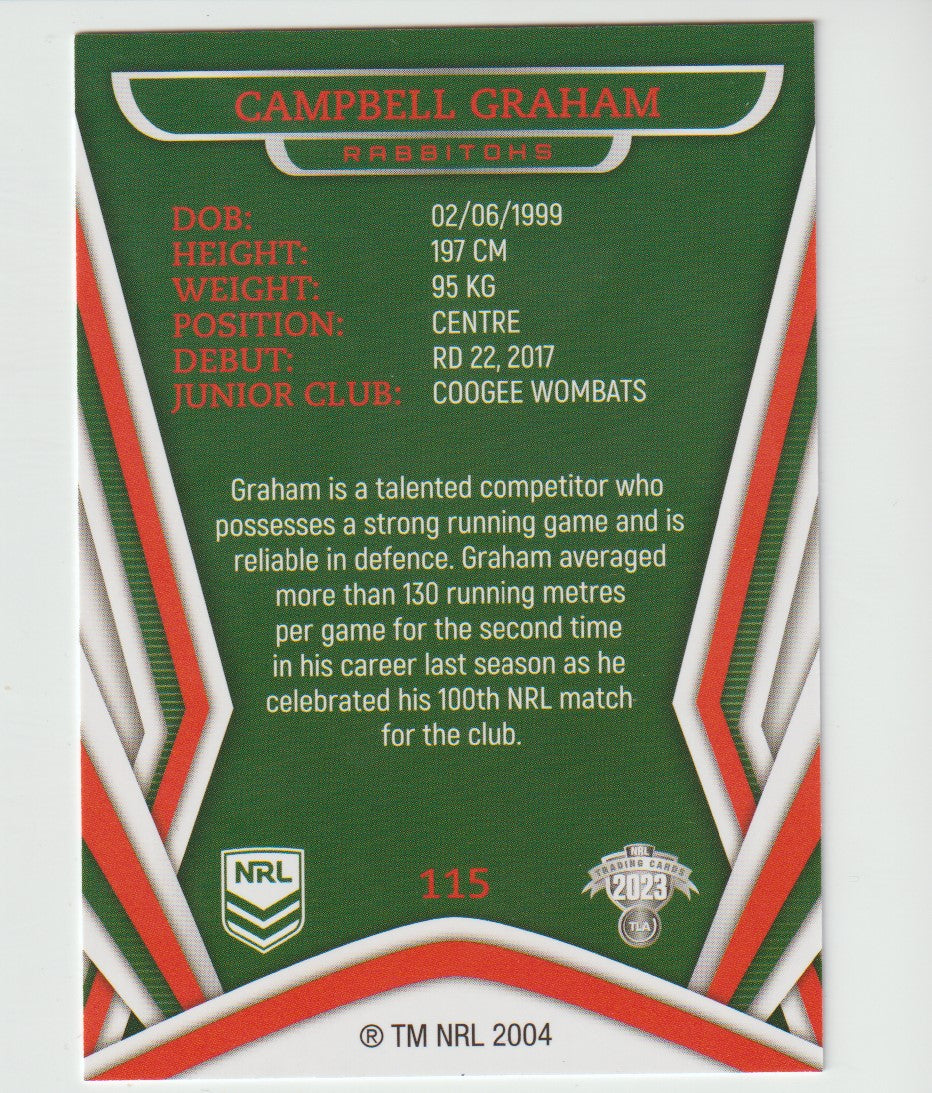 CAMPBELL GRAHAM
RABBITOHS
DOB: 02/06/1999
HEIGHT: 197 CM
WEIGHT: 95 KG
POSITION: CENTRE
DEBUT: RD 22, 2017
JUNIOR CLUB: COOGEE WOMBATS
Graham is a talented competitor who
possesses a strong running game and is
reliable in defence. Graham averaged
more than 130 running metres
per game for the second time
in his career last season as he
celebrated his 100th NRL match
for the club.
NRL
115
NRL
TRADING CARDS
2023
TLA
® TM NRL 2004